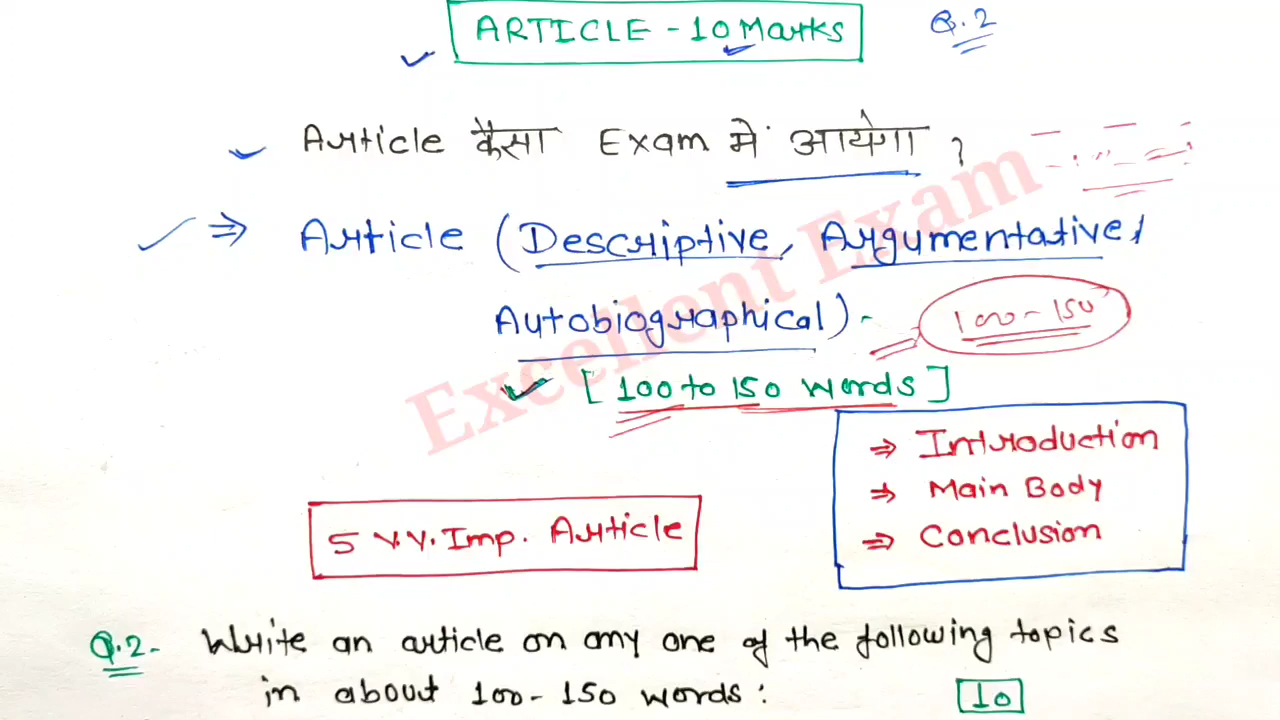 ARTICLE - 10 Marks
Q.2
Article कैसा Exam में आयेगा ?
⇒ Article (Descriptive, Argumentative,
Autobiographical) -
100-150
[100 to 150 words]
⇒ Introduction
⇒ Main Body
⇒ Conclusion
5 V.V. Imp. Article
Q.2- Write an article on any one of the following topics
in about 100-150 words: 10
Excellent Exam